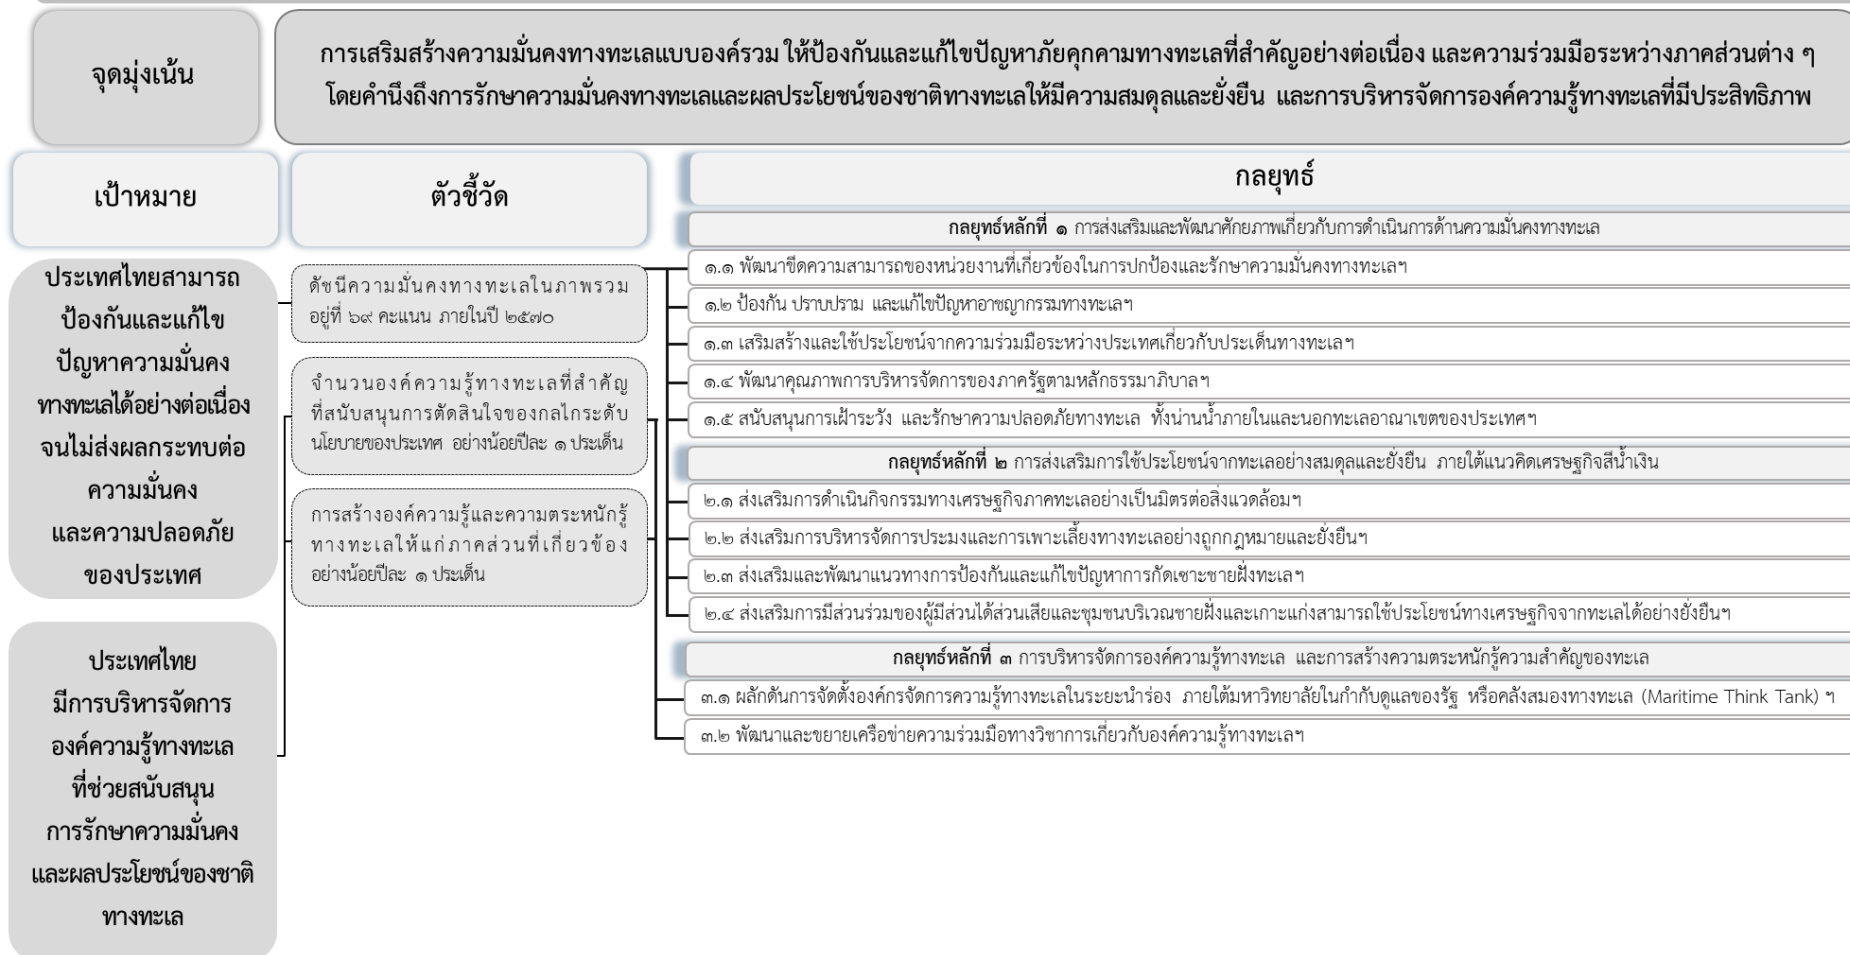 จุดมุ่งเน้น
การเสริมสร้างความมั่นคงทางทะเลแบบองค์รวม ให้ป้องกันและแก้ไขปัญหาภัยคุกคามทางทะเลที่สำคัญอย่างต่อเนื่อง และความร่วมมือระหว่างภาคส่วนต่าง ๆ
โดยคำนึงถึงการรักษาความมั่นคงทางทะเลและผลประโยชน์ของชาติทางทะเลให้มีความสมดุลและยั่งยืน และการบริหารจัดการองค์ความรู้ทางทะเลที่มีประสิทธิภาพ
เป้าหมาย
ประเทศไทยสามารถ
ป้องกันและแก้ไข
ปัญหาความมั่นคง
ทางทะเลได้อย่างต่อเนื่อง
จนไม่ส่งผลกระทบต่อ
ความมั่นคง
และความปลอดภัย
ของประเทศ
ประเทศไทย
มีการบริหารจัดการ
องค์ความรู้ทางทะเล
ที่ช่วยสนับสนุน
การรักษาความมั่นคง
และผลประโยชน์ของชาติ
ทางทะเล
ตัวชี้วัด
ดัชนีความมั่นคงทางทะเลในภาพรวม
อยู่ที่ ๖๙ คะแนน ภายในปี ๒๕๗๐
จำนวนองค์ความรู้ทางทะเลที่สำคัญ
ที่สนับสนุนการตัดสินใจของกลไกระดับ
นโยบายของประเทศ อย่างน้อยปีละ ๑ ประเด็น
การสร้างองค์ความรู้และความตระหนักรู้
ทางทะเลให้แก่ภาคส่วนที่เกี่ยวข้อง
อย่างน้อยปีละ ๑ ประเด็น
กลยุทธ์
กลยุทธ์หลักที่ ๑ การส่งเสริมและพัฒนาศักยภาพเกี่ยวกับการดำเนินการด้านความมั่นคงทางทะเล
๑.๑ พัฒนาขีดความสามารถของหน่วยงานที่เกี่ยวข้องในการปกป้องและรักษาความมั่นคงทางทะเลฯ
๑.๒ ป้องกัน ปราบปราม และแก้ไขปัญหาอาชญากรรมทางทะเลฯ
๑.๓ เสริมสร้างและใช้ประโยชน์จากความร่วมมือระหว่างประเทศเกี่ยวกับประเด็นทางทะเลฯ
๑.๔ พัฒนาคุณภาพการบริหารจัดการของภาครัฐตามหลักธรรมาภิบาลฯ
๑.๕ สนับสนุนการเฝ้าระวัง และรักษาความปลอดภัยทางทะเล ทั้งน่านน้ำภายในและนอกทะเลอาณาเขตของประเทศฯ
กลยุทธ์หลักที่ ๒ การส่งเสริมการใช้ประโยชน์จากทะเลอย่างสมดุลและยั่งยืน ภายใต้แนวคิดเศรษฐกิจสีน้ำเงิน
๒.๑ ส่งเสริมการดำเนินกิจกรรมทางเศรษฐกิจภาคทะเลอย่างเป็นมิตรต่อสิ่งแวดล้อมฯ
๒.๒ ส่งเสริมการบริหารจัดการประมงและการเพาะเลี้ยงทางทะเลอย่างถูกกฎหมายและยั่งยืนฯ
๒.๓ ส่งเสริมและพัฒนาแนวทางการป้องกันและแก้ไขปัญหาการกัดเซาะชายฝั่งทะเลฯ
๒.๔ ส่งเสริมการมีส่วนร่วมของผู้มีส่วนได้ส่วนเสียและชุมชนบริเวณชายฝั่งและเกาะแก่งสามารถใช้ประโยชน์ทางเศรษฐกิจจากทะเลได้อย่างยั่งยืนฯ
กลยุทธ์หลักที่ ๓ การบริหารจัดการองค์ความรู้ทางทะเล และการสร้างความตระหนักรู้ความสำคัญของทะเล
๓.๑ ผลักดันการจัดตั้งองค์กรจัดการความรู้ทางทะเลในระยะนำร่อง ภายใต้มหาวิทยาลัยในกำกับดูแลของรัฐ หรือคลังสมองทางทะเล (Maritime Think Tank) ฯ
๓.๒ พัฒนาและขยายเครือข่ายความร่วมมือทางวิชาการเกี่ยวกับองค์ความรู้ทางทะเลฯ